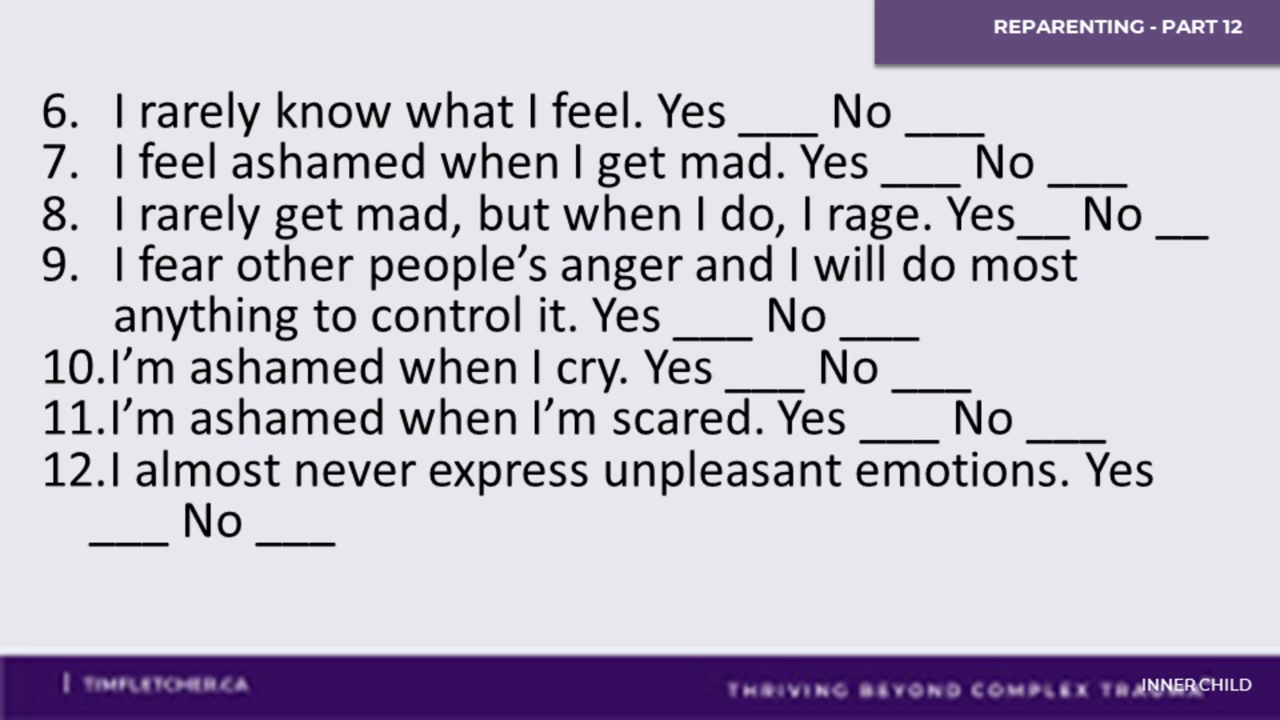 REPARENTING - PART 12
6. I rarely know what I feel. Yes ___ No ___
7. I feel ashamed when I get mad. Yes ___ No ___
8. I rarely get mad, but when I do, I rage. Yes__ No __
9. I fear other people’s anger and I will do most
anything to control it. Yes ___ No ___
10.I’m ashamed when I cry. Yes ___ No ___
11.I’m ashamed when I’m scared. Yes ___ No ___
12.I almost never express unpleasant emotions. Yes
___ No ___
| TIMFLETCHER.CA
THRIVING BEYOND COMPLEX TRAUMA
INNER CHILD